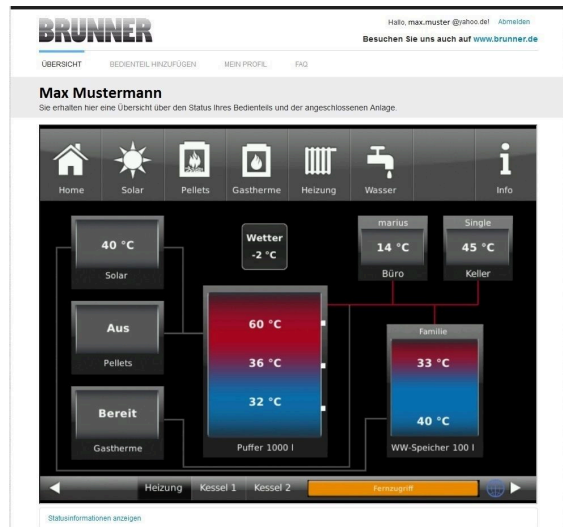 BRUNNER
Hallo, max.muster @yahoo.de! Abmelden
Besuchen Sie uns auch auf www.brunner.de
ÜBERSICHT BEDIENTEIL HINZUFÜGEN MEIN PROFIL FAQ
Max Mustermann
Sie erhalten hier eine Übersicht über den Status Ihres Bedienteils und der angeschlossenen Anlage.
Home Solar Pellets Gastherme Heizung Wasser Info
40 °C
Solar
Wetter
-2 °C
marius
14 °C
Büro
Single
45 °C
Keller
Aus
Pellets
60 °C
36 °C
32 °C
Puffer 1000 l
Familie
33 °C
40 °C
WW-Speicher 100 l
Bereit
Gastherme
Heizung Kessel 1 Kessel 2 Fernzugriff
Statusinformationen anzeigen